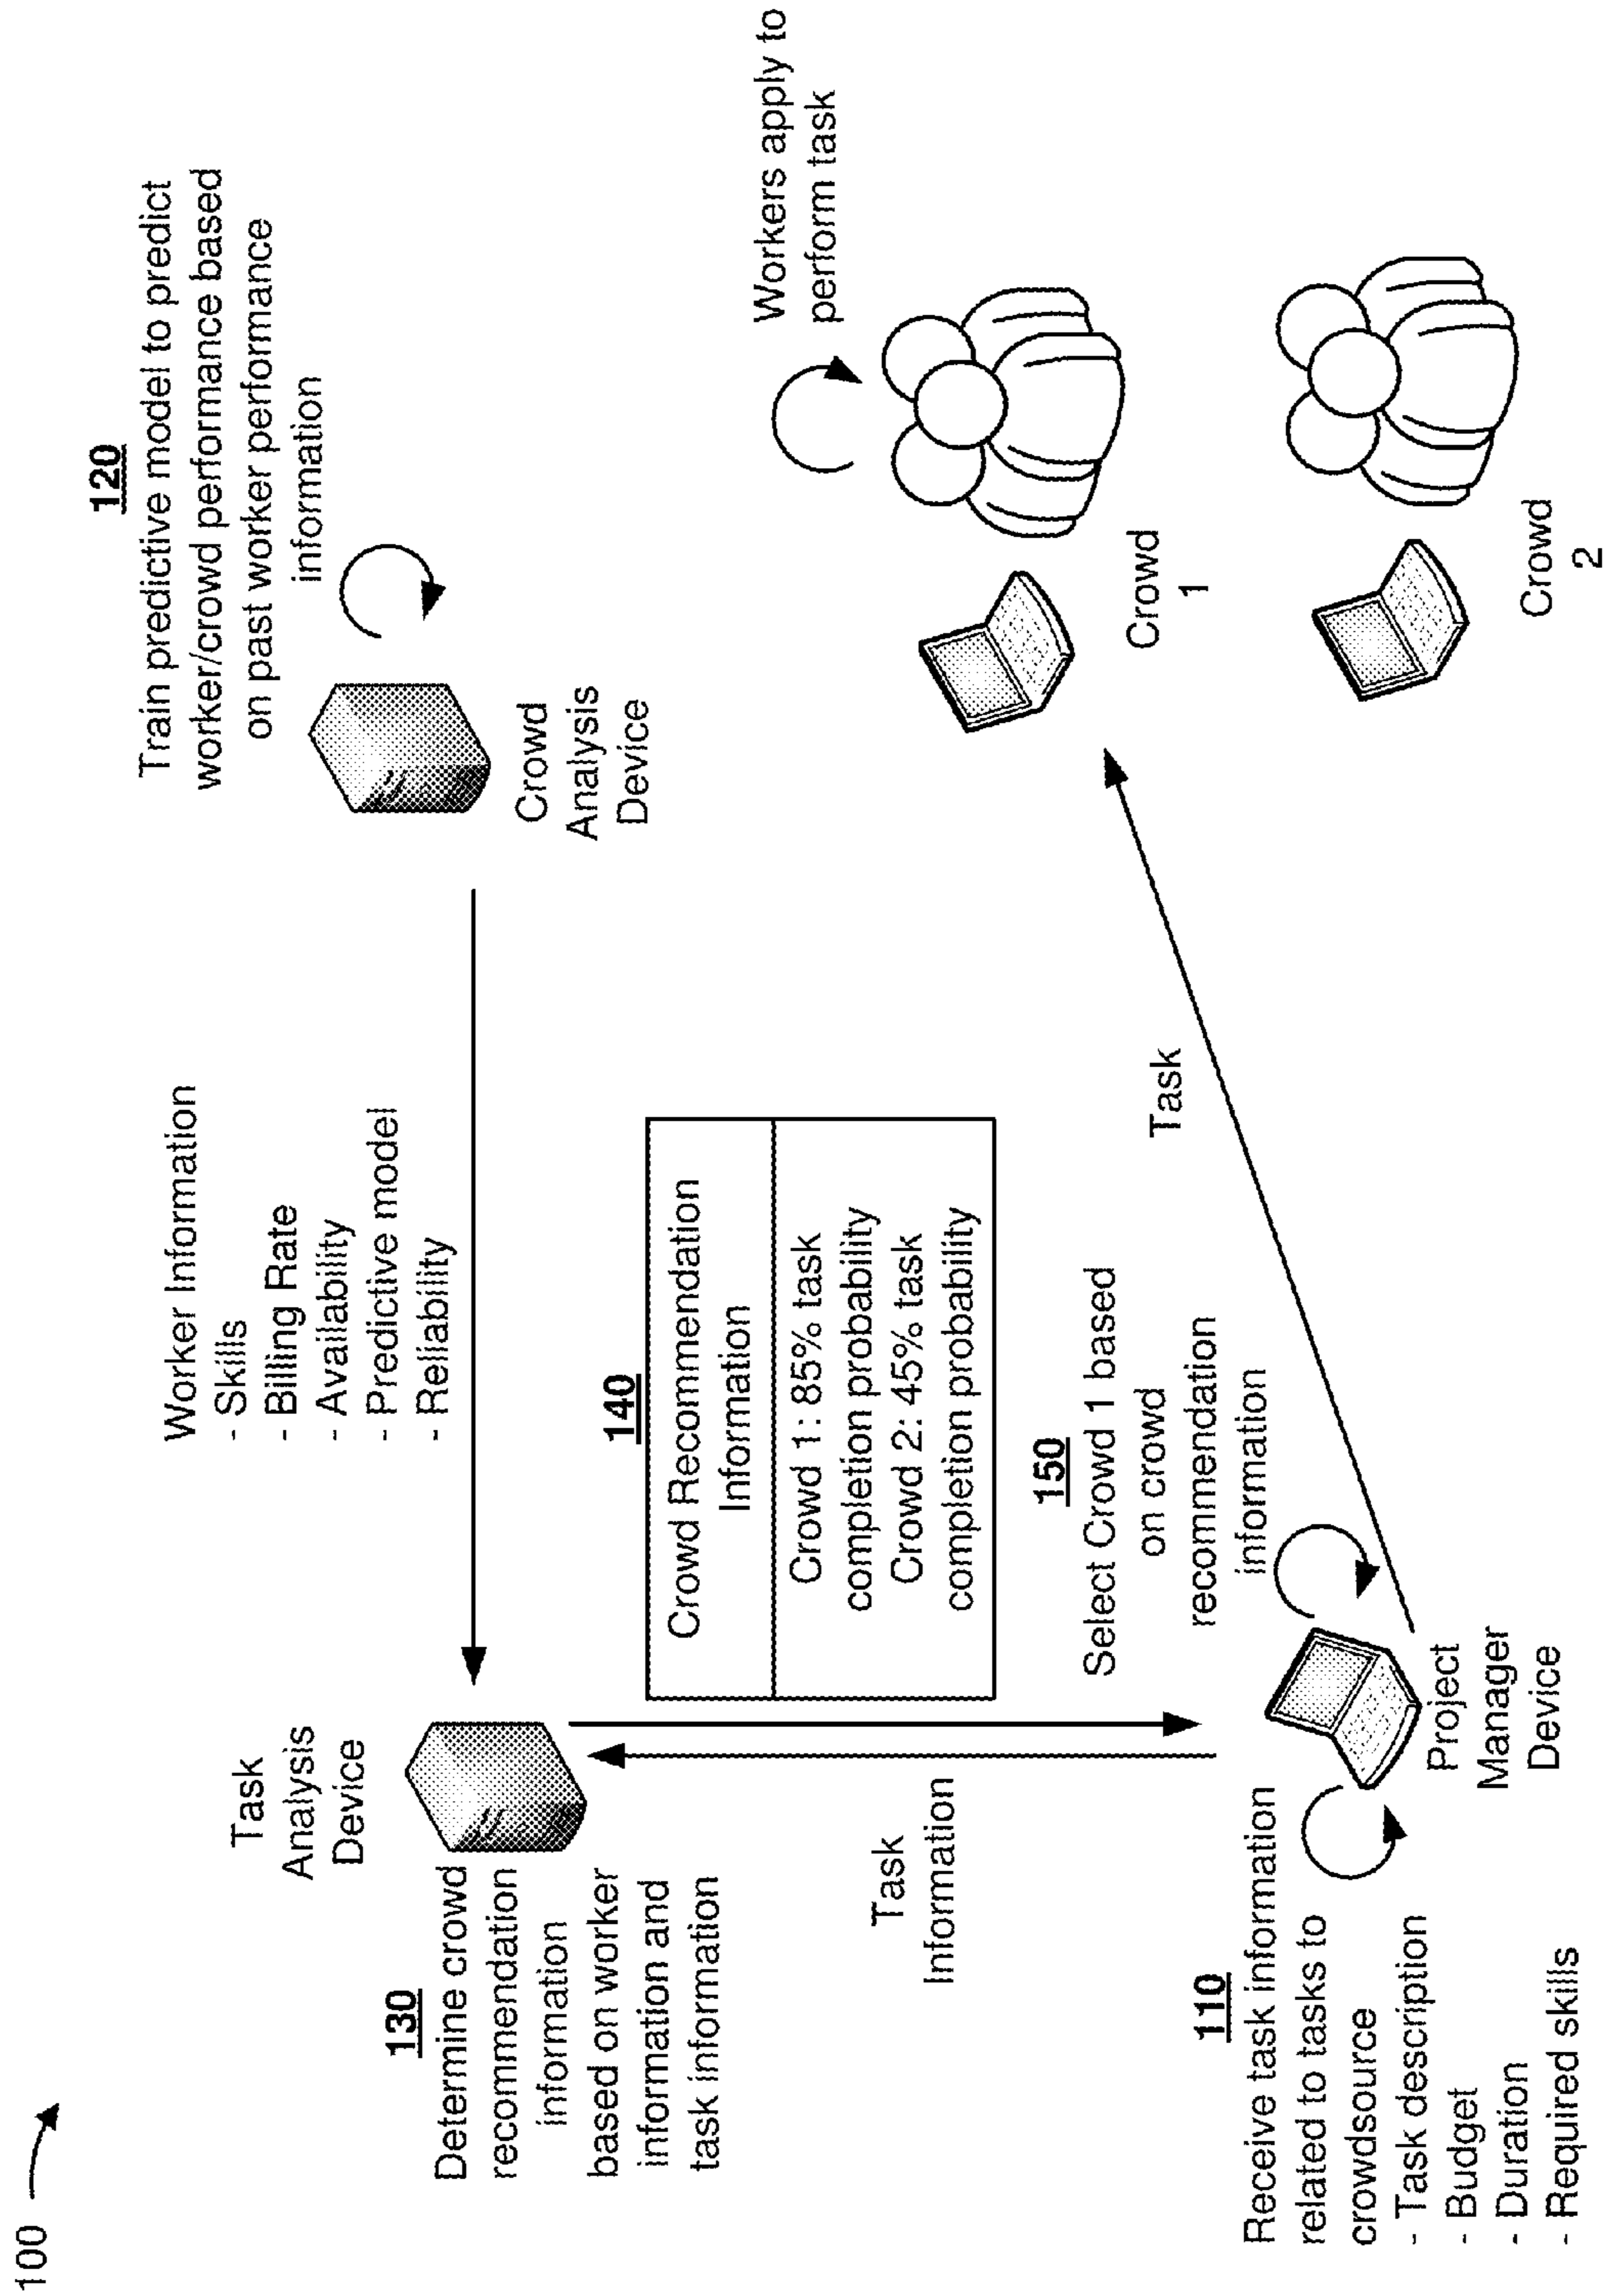 100
120
Train predictive model to predict
worker/crowd performance based
on past worker performance
information
Crowd
Analysis
Device
Worker Information
- Skills
- Billing Rate
- Availability
- Predictive model
- Reliability
Task
Analysis
Device
130
Determine crowd
recommendation
information
based on worker
information and
task information
140
Crowd Recommendation
Information
Crowd 1: 85% task
completion probability
Crowd 2: 45% task
completion probability
Task
Information
110
Receive task information
related to tasks to
crowdsource
- Task description
- Budget
- Duration
- Required skills
Project
Manager
Device
150
Select Crowd 1 based
on crowd
recommendation
information
Task
Workers apply to
perform task
Crowd
1
Crowd
2